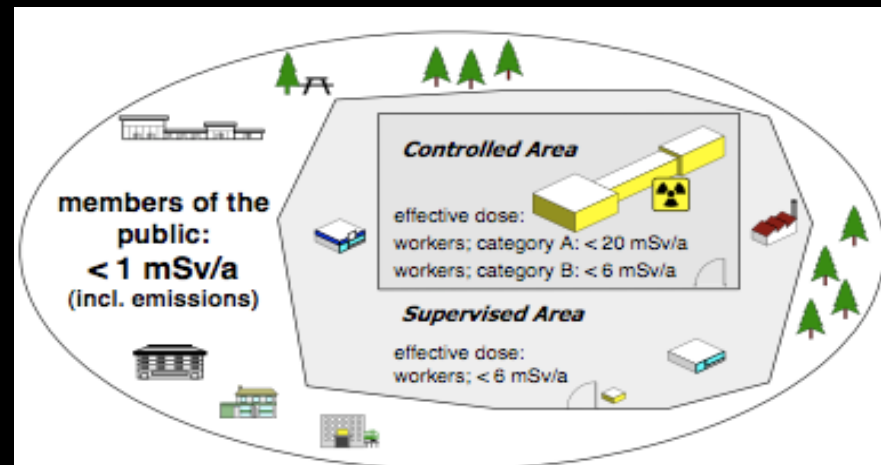 members of the
public:
< 1 mSv/a
(incl. emissions)
Controlled Area
effective dose:
workers; category A: < 20 mSv/a
workers; category B: < 6 mSv/a
Supervised Area
effective dose:
workers; < 6 mSv/a